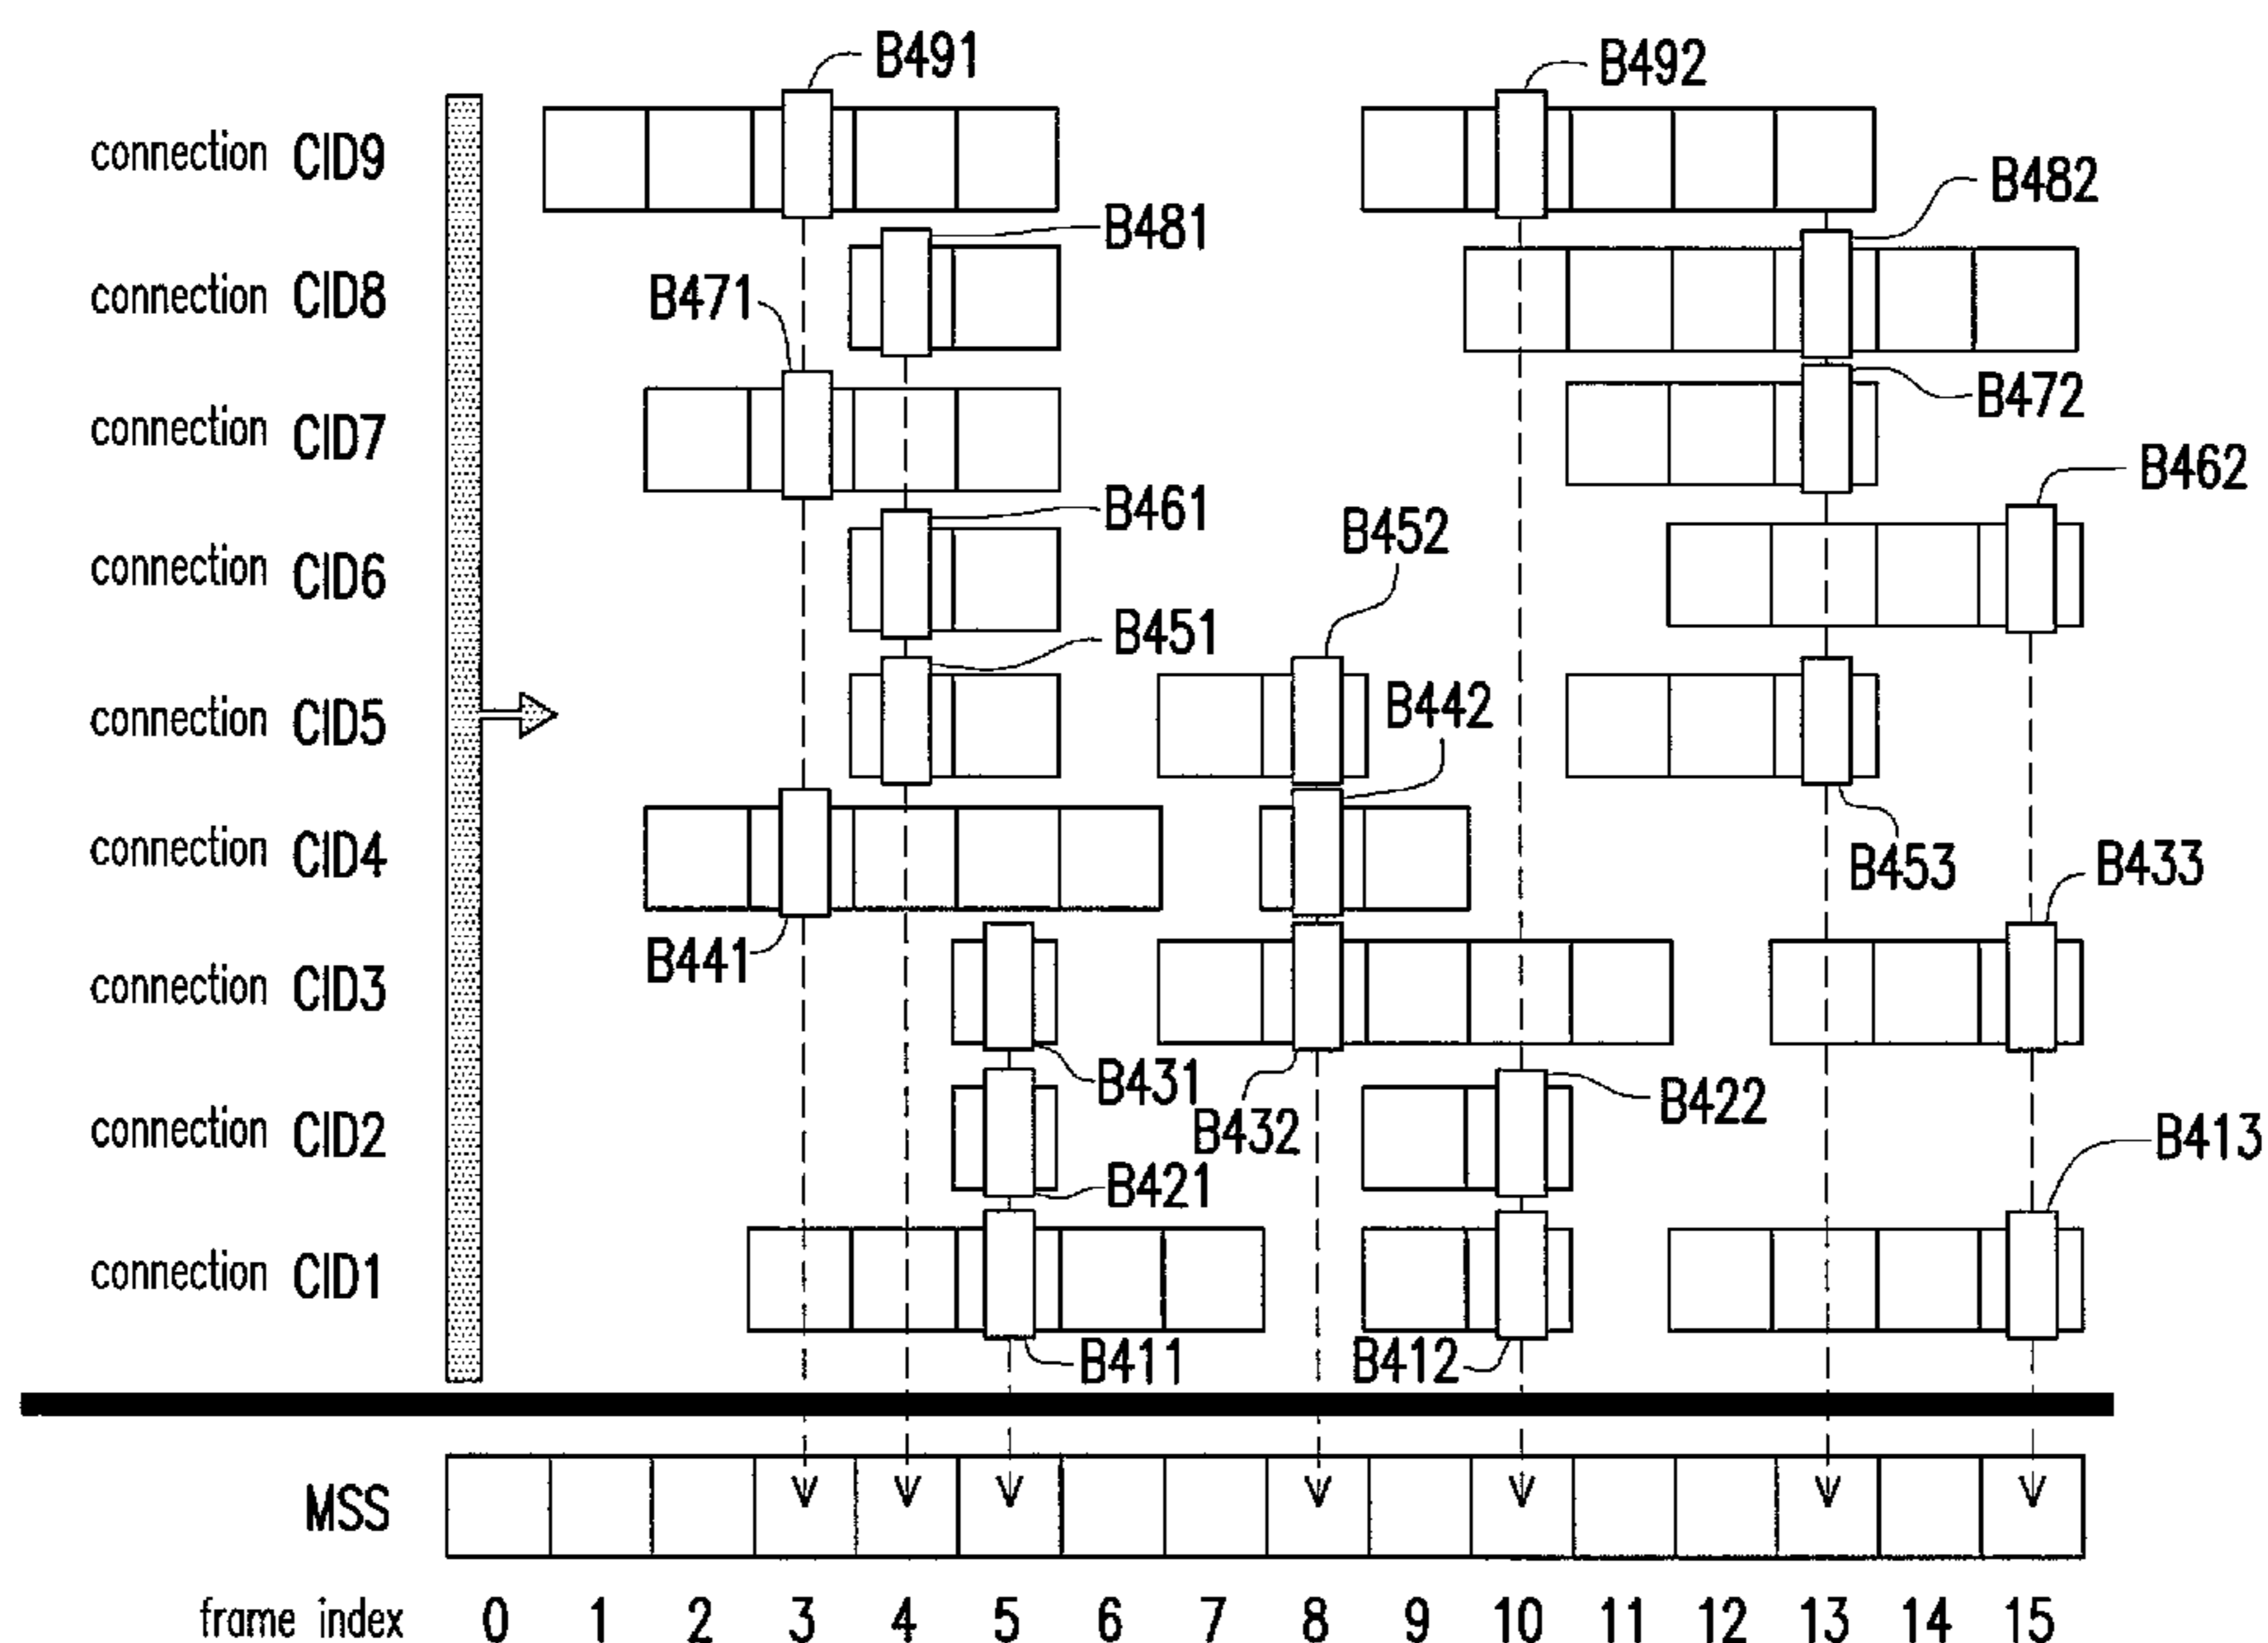 B491
B492
connection CID9
B482
B481
connection CID8
B471
B472
connection CID7
B462
B461
B452
connection CID6
B451
B442
connection CID5
connection CID4
B453
B433
B441
connection CID3
B431
B422
B432
connection CID2
B413
B421
connection CID1
B411
B412
MSS
V V V V V V V
frame index 0 1 2 3 4 5 6 7 8 9 10 11 12 13 14 15